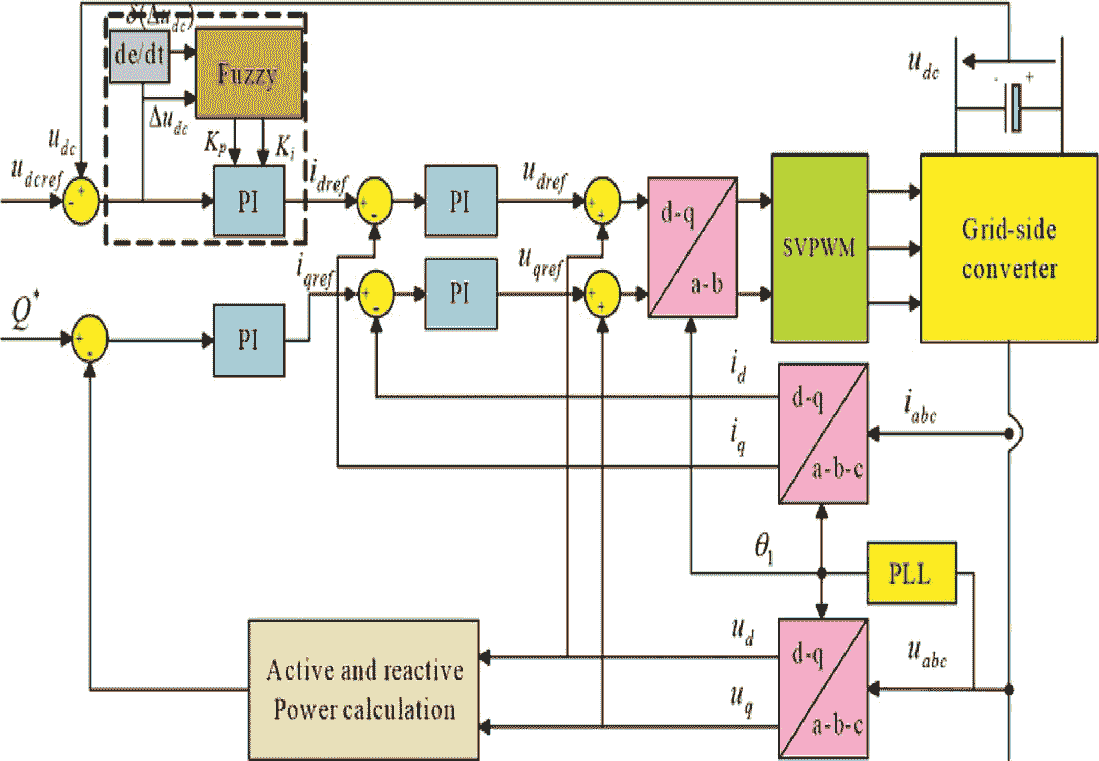 δ(Δu_dc)
de/dt
Fuzzy
Δu_dc
K_p
K_i
u_dc
u_dcref
PI
i_dref
PI
u_dref
d-q
a-b
SVPWM
Grid-side
converter
u_dc
- +
i_qref
PI
u_qref
Q*
PI
i_d
i_q
d-q
a-b-c
i_abc
θ_1
PLL
Active and reactive
Power calculation
u_d
u_q
d-q
a-b-c
u_abc